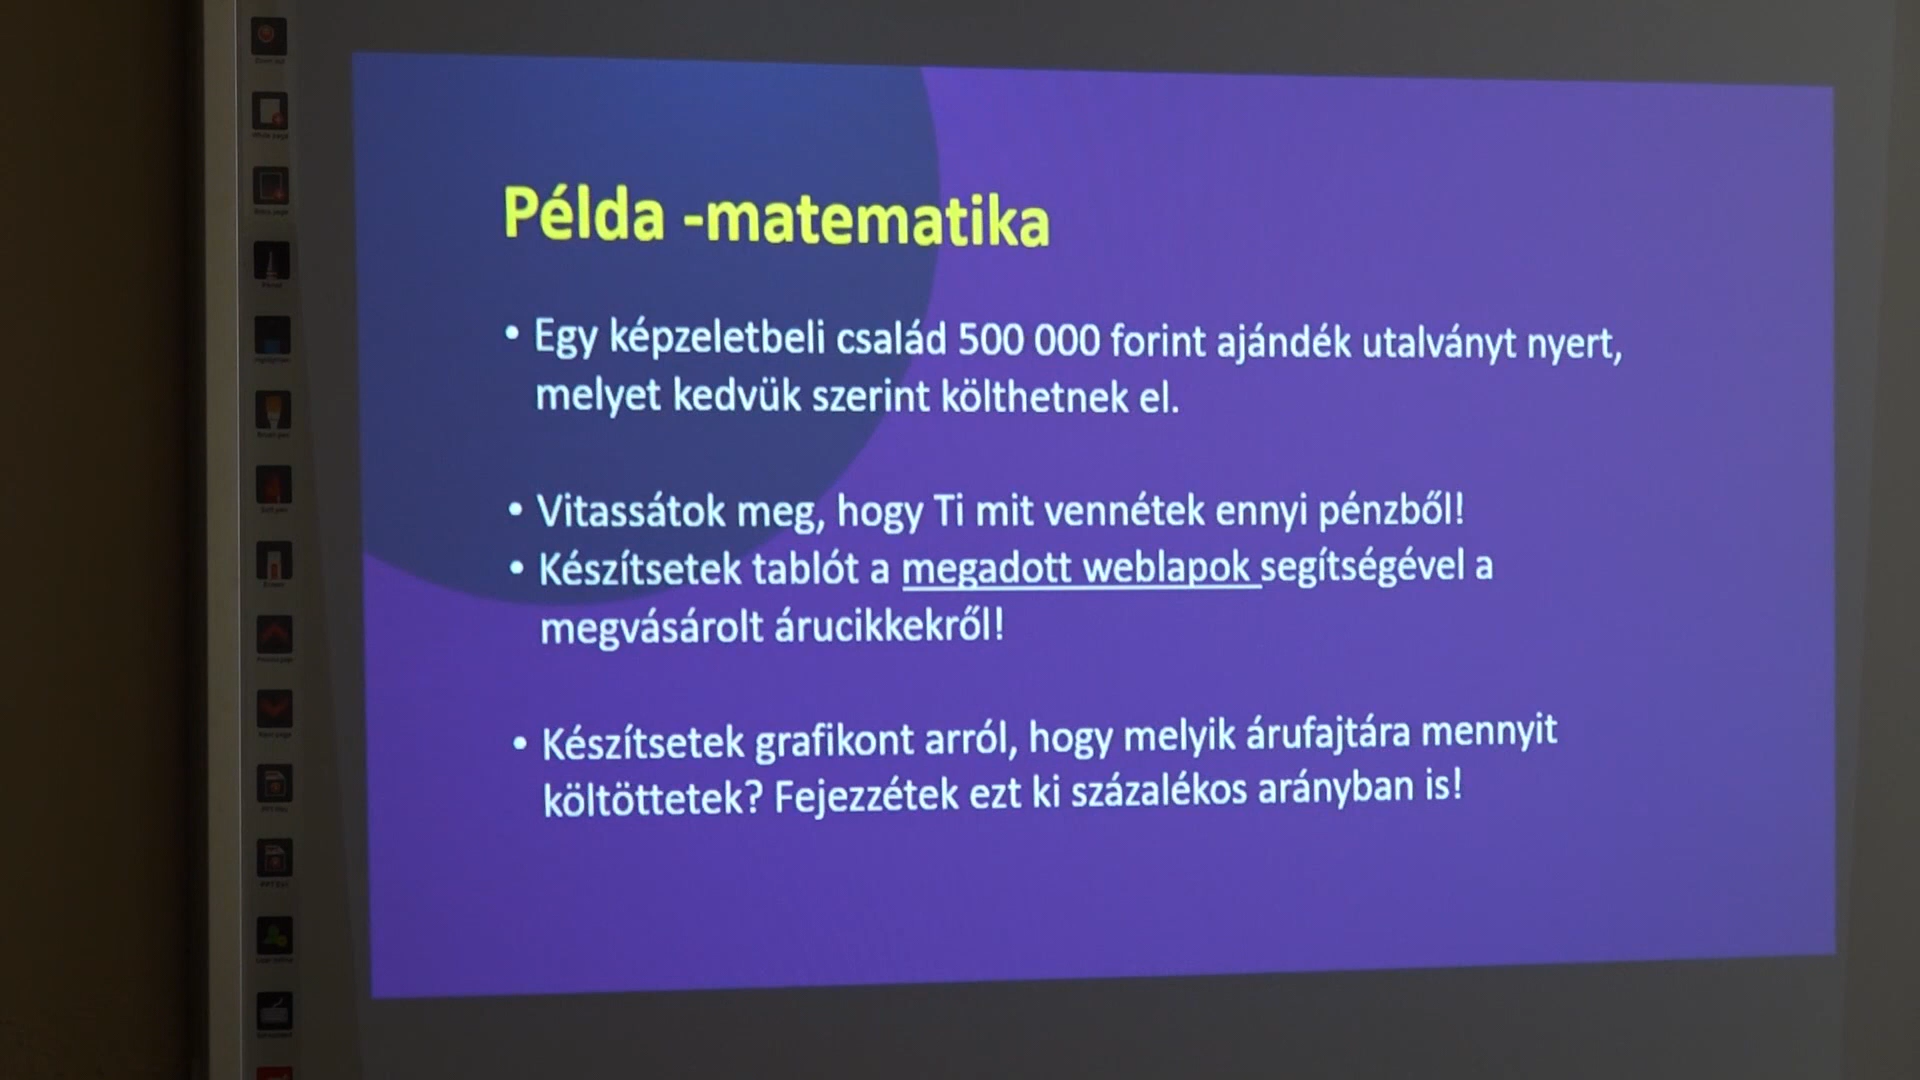 Példa -matematika
• Egy képzeletbeli család 500 000 forint ajándék utalványt nyert,
melyet kedvük szerint költhetnek el.
• Vitassátok meg, hogy Ti mit vennétek ennyi pénzből!
• Készítsetek tablót a megadott weblapok segítségével a
megvásárolt árucikkekről!
• Készítsetek grafikont arról, hogy melyik árufajtára mennyit
költöttetek? Fejezzétek ezt ki százalékos arányban is!